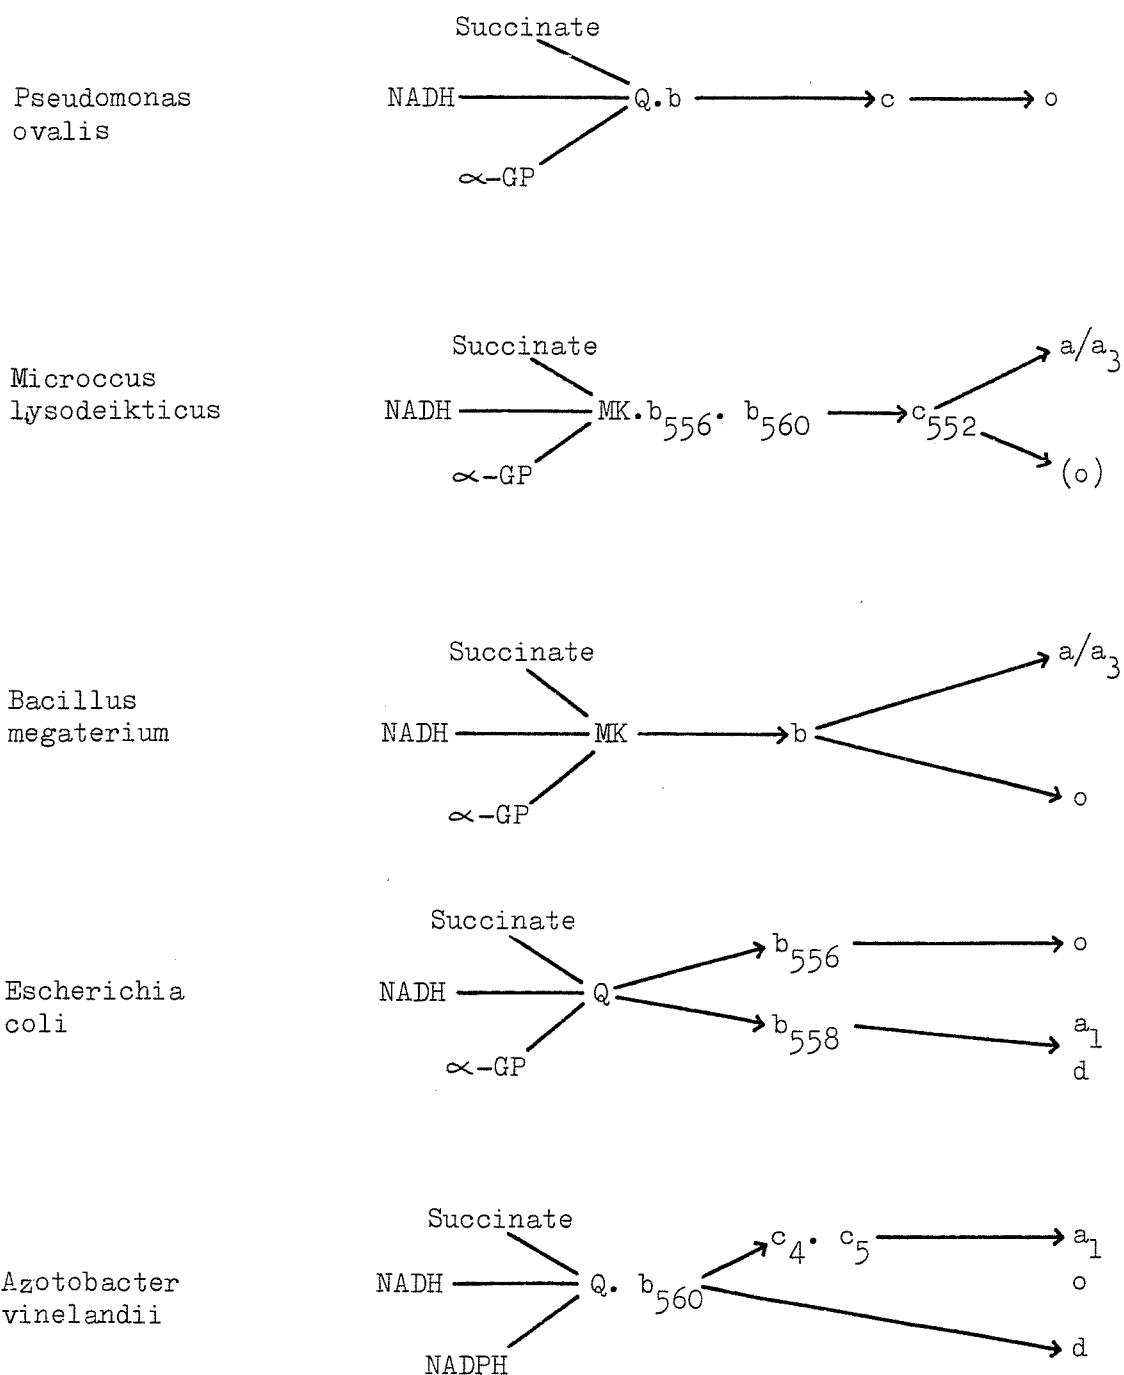 Succinate
Pseudomonas
ovalis
NADH Q.b c o
∝-GP
Succinate
a/a3
Microccus
lysodeikticus
NADH MK.b556. b560 c552
∝-GP
(o)
Succinate
a/a3
Bacillus
megaterium
NADH MK b
o
∝-GP
Succinate
b556 o
Escherichia
coli
NADH Q
b558 a1
∝-GP
d
Succinate
c4. c5 a1
Azotobacter
vinelandii
NADH Q. b560 o
d
NADPH